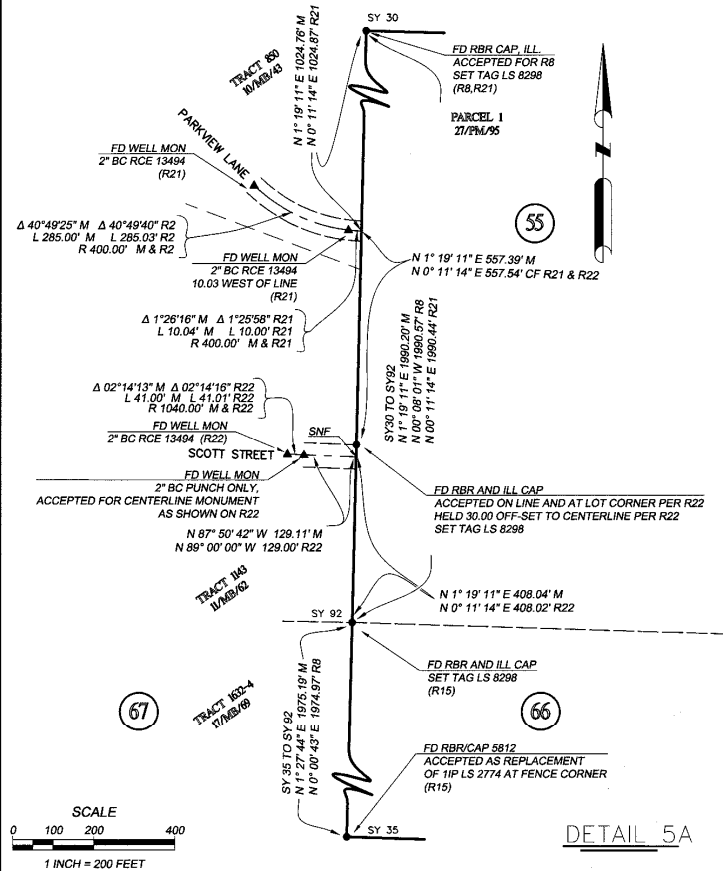 SY 30
FD RBR CAP, ILL.
ACCEPTED FOR R8
SET TAG LS 8298
(R8,R21)
N 1° 19' 11" E 1024.76' M
N 0° 11' 14" E 1024.87' R21
TRACT 850
10/MB/43
PARCEL 1
27/PM/95
N
PARKVIEW LANE
FD WELL MON
2" BC RCE 13494
(R21)
55
Δ 40°49'25" M Δ 40°49'40" R2
L 285.00' M L 285.03' R2
R 400.00' M & R2
FD WELL MON
2" BC RCE 13494
10.03 WEST OF LINE
(R21)
N 1° 19' 11" E 557.39' M
N 0° 11' 14" E 557.54' CF R21 & R22
Δ 1°26'16" M Δ 1°25'58" R21
L 10.04' M L 10.00' R21
R 400.00' M & R21
SY30 TO SY92
N 1° 19' 11" E 1990.20' M
N 00° 08' 01" W 1990.57' R8
N 00° 11' 14" E 1990.44' R21
Δ 02°14'13" M Δ 02°14'16" R22
L 41.00' M L 41.01' R22
R 1040.00' M & R22
FD WELL MON
2" BC RCE 13494 (R22)
SNF
SCOTT STREET
FD WELL MON
2" BC PUNCH ONLY,
ACCEPTED FOR CENTERLINE MONUMENT
AS SHOWN ON R22
FD RBR AND ILL CAP
ACCEPTED ON LINE AND AT LOT CORNER PER R22
HELD 30.00 OFF-SET TO CENTERLINE PER R22
SET TAG LS 8298
N 87° 50' 42" W 129.11' M
N 89° 00' 00" W 129.00' R22
TRACT 1143
11/MB/62
N 1° 19' 11" E 408.04' M
N 0° 11' 14" E 408.02' R22
SY 92
FD RBR AND ILL CAP
SET TAG LS 8298
(R15)
67
TRACT 1632-4
17/MB/69
66
SY 35 TO SY92
N 1° 27' 44" E 1975.19' M
N 0° 00' 43" E 1974.97' R8
FD RBR/CAP 5812
ACCEPTED AS REPLACEMENT
OF 1IP LS 2774 AT FENCE CORNER
(R15)
SY 35
SCALE
0 100 200 400
1 INCH = 200 FEET
DETAIL 5A